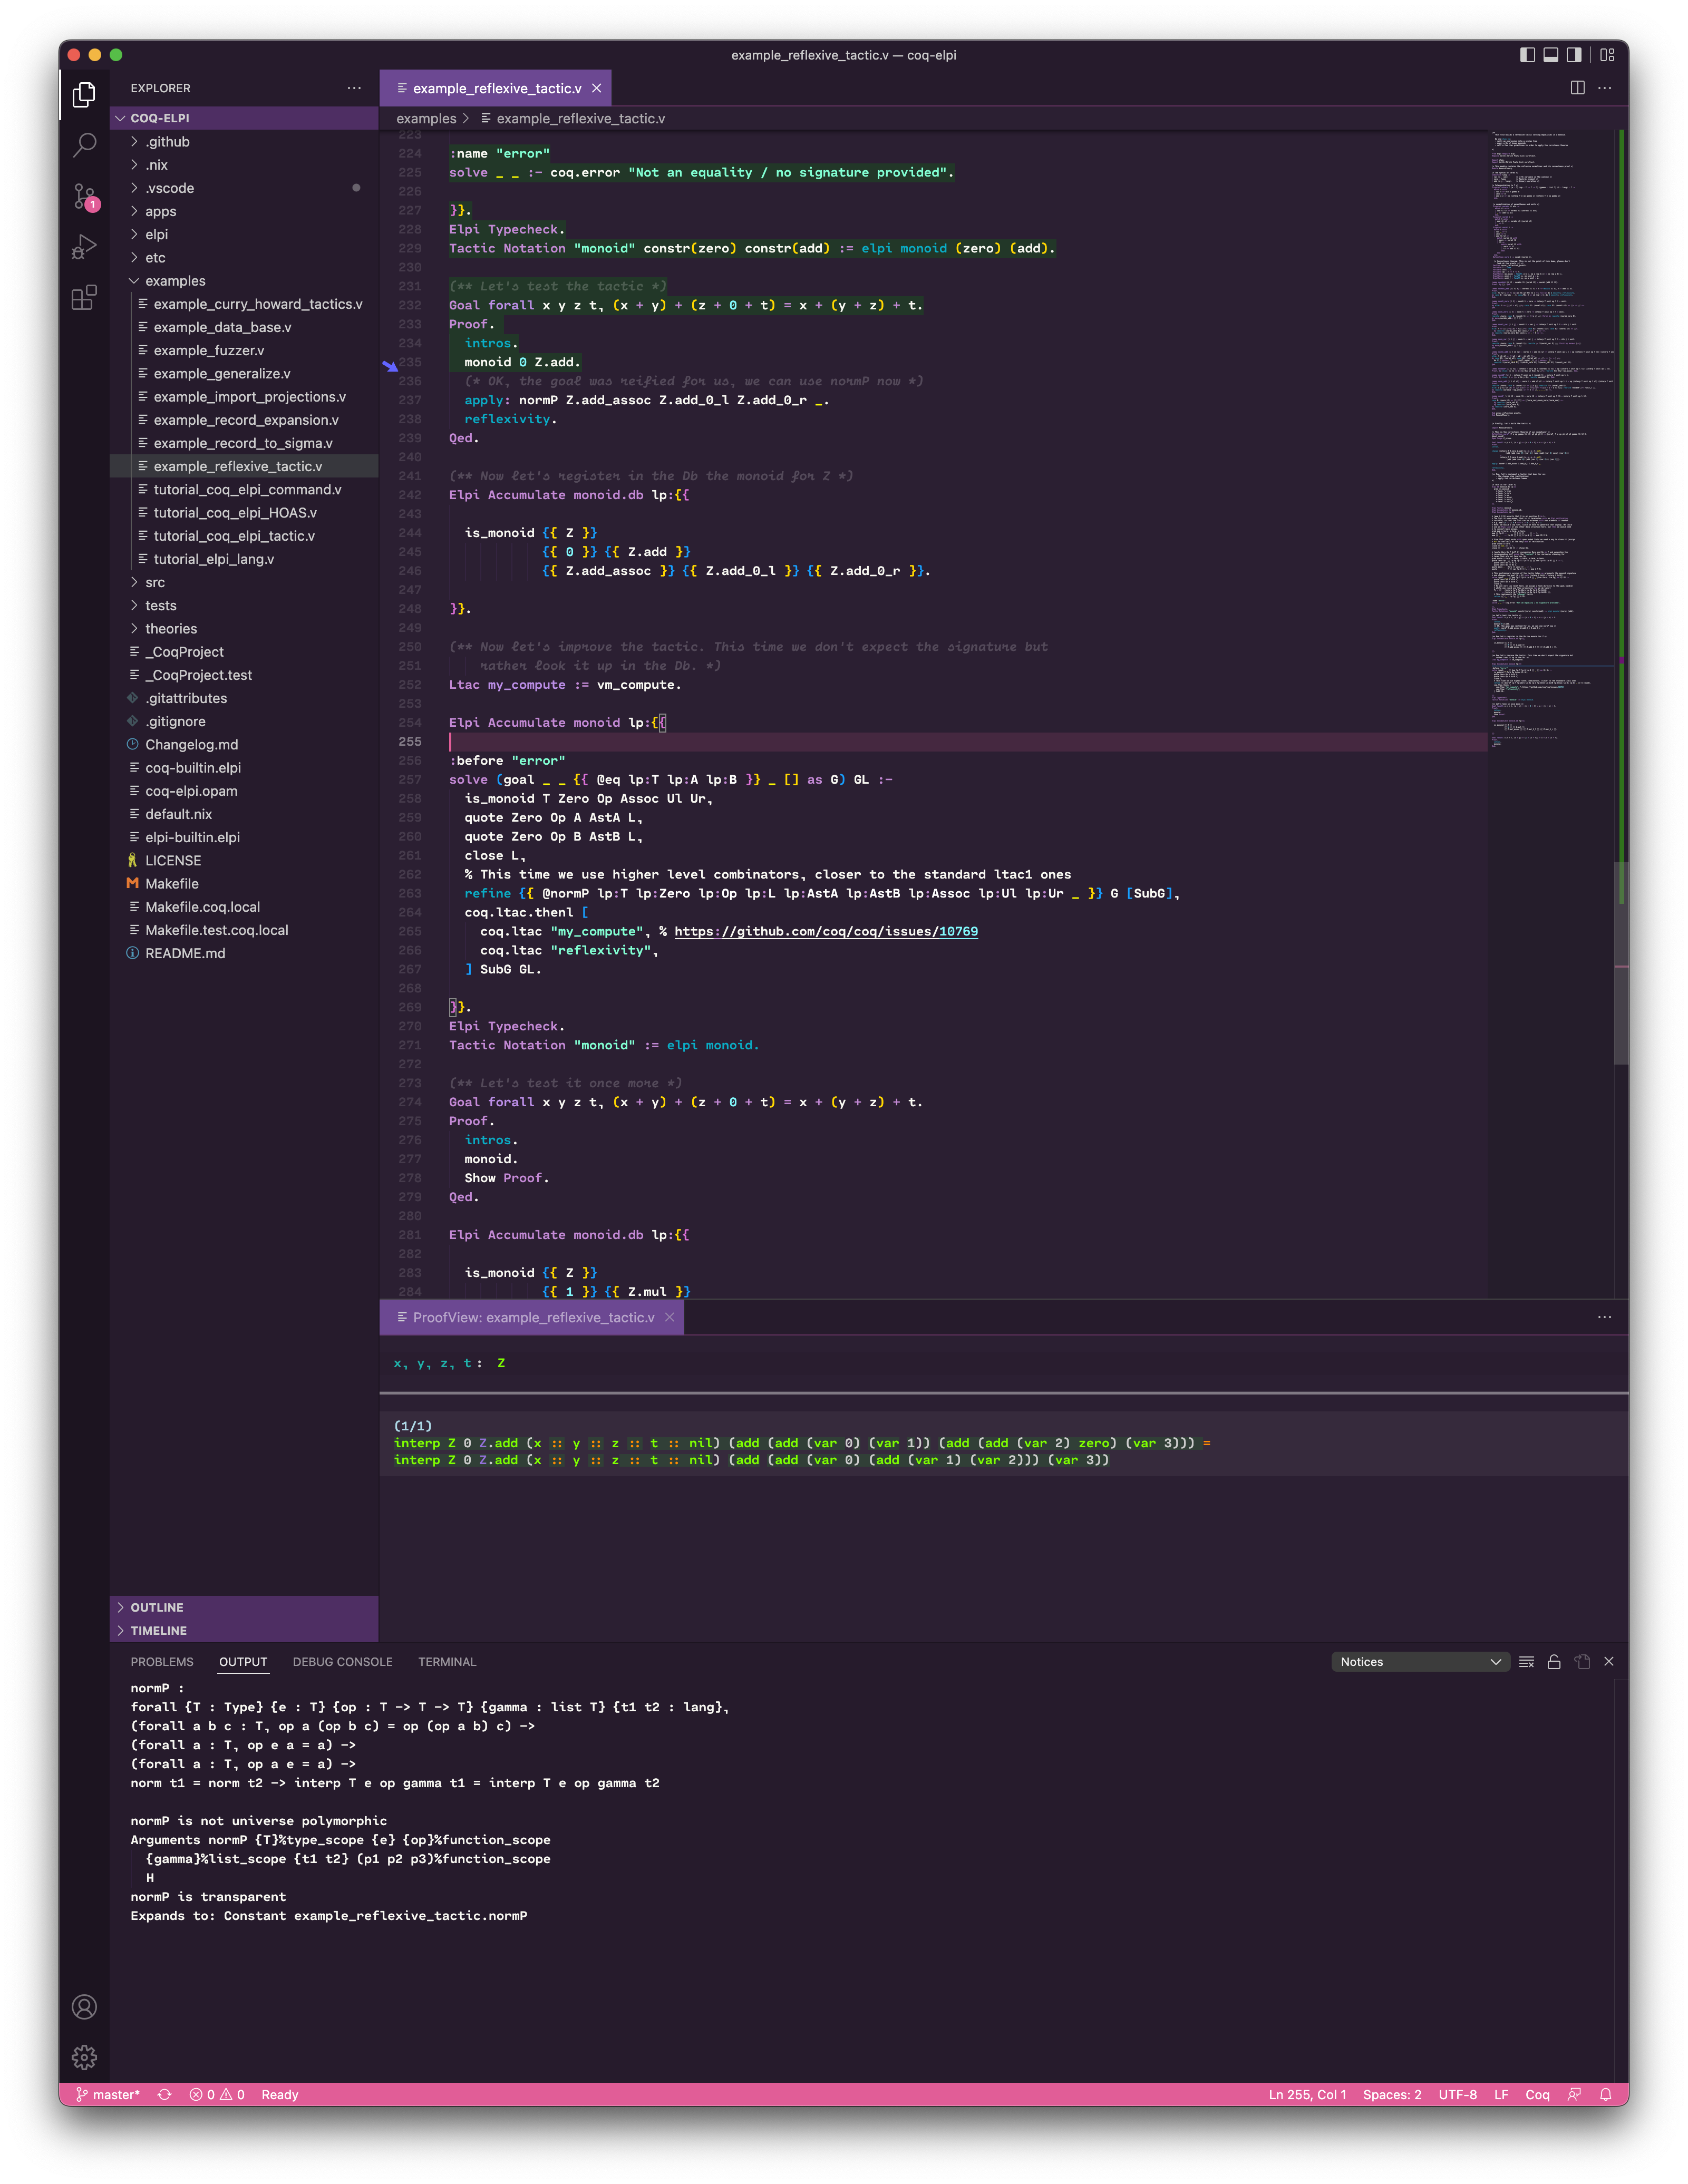 example_reflexive_tactic.v — coq-elpi
EXPLORER
COQ-ELPI
.github
.nix
.vscode
apps
elpi
etc
examples
example_curry_howard_tactics.v
example_data_base.v
example_fuzzer.v
example_generalize.v
example_import_projections.v
example_record_expansion.v
example_record_to_sigma.v
example_reflexive_tactic.v
tutorial_coq_elpi_command.v
tutorial_coq_elpi_HOAS.v
tutorial_coq_elpi_tactic.v
tutorial_elpi_lang.v
src
tests
theories
_CoqProject
_CoqProject.test
.gitattributes
.gitignore
Changelog.md
coq-builtin.elpi
coq-elpi.opam
default.nix
elpi-builtin.elpi
LICENSE
Makefile
Makefile.coq.local
Makefile.test.coq.local
README.md
OUTLINE
TIMELINE
1
example_reflexive_tactic.v
examples > example_reflexive_tactic.v
223
224 :name "error"
225 solve _ _ :- coq.error "Not an equality / no signature provided".
226
227 }}.
228 Elpi Typecheck.
229 Tactic Notation "monoid" constr(zero) constr(add) := elpi monoid (zero) (add).
230
231 (** Let's test the tactic *)
232 Goal forall x y z t, (x + y) + (z + 0 + t) = x + (y + z) + t.
233 Proof.
234 intros.
235 monoid 0 Z.add.
236 (* OK, the goal was reified for us, we can use normP now *)
237 apply: normP Z.add_assoc Z.add_0_l Z.add_0_r _.
238 reflexivity.
239 Qed.
240
241 (** Now let's register in the Db the monoid for Z *)
242 Elpi Accumulate monoid.db lp:{{
243
244 is_monoid {{ Z }}
245 {{ 0 }} {{ Z.add }}
246 {{ Z.add_assoc }} {{ Z.add_0_l }} {{ Z.add_0_r }}.
247
248 }}.
249
250 (** Now let's improve the tactic. This time we don't expect the signature but
251 rather look it up in the Db. *)
252 Ltac my_compute := vm_compute.
253
254 Elpi Accumulate monoid lp:{{
255
256 :before "error"
257 solve (goal _ _ {{ @eq lp:T lp:A lp:B }} _ [] as G) GL :-
258 is_monoid T Zero Op Assoc Ul Ur,
259 quote Zero Op A AstA L,
260 quote Zero Op B AstB L,
261 close L,
262 % This time we use higher level combinators, closer to the standard ltac1 ones
263 refine {{ @normP lp:T lp:Zero lp:Op lp:L lp:AstA lp:AstB lp:Assoc lp:Ul lp:Ur _ }} G [SubG],
264 coq.ltac.thenl [
265 coq.ltac "my_compute", % https://github.com/coq/coq/issues/10769
266 coq.ltac "reflexivity",
267 ] SubG GL.
268
269 }}.
270 Elpi Typecheck.
271 Tactic Notation "monoid" := elpi monoid.
272
273 (** Let's test it once more *)
274 Goal forall x y z t, (x + y) + (z + 0 + t) = x + (y + z) + t.
275 Proof.
276 intros.
277 monoid.
278 Show Proof.
279 Qed.
280
281 Elpi Accumulate monoid.db lp:{{
282
283 is_monoid {{ Z }}
284 {{ 1 }} {{ Z.mul }}
ProofView: example_reflexive_tactic.v
x, y, z, t : Z
(1/1)
interp Z 0 Z.add (x :: y :: z :: t :: nil) (add (add (var 0) (var 1)) (add (add (var 2) zero) (var 3))) =
interp Z 0 Z.add (x :: y :: z :: t :: nil) (add (add (var 0) (add (var 1) (var 2))) (var 3))
PROBLEMS OUTPUT DEBUG CONSOLE TERMINAL
Notices
normP :
forall {T : Type} {e : T} {op : T -> T -> T} {gamma : list T} {t1 t2 : lang},
(forall a b c : T, op a (op b c) = op (op a b) c) ->
(forall a : T, op e a = a) ->
(forall a : T, op a e = a) ->
norm t1 = norm t2 -> interp T e op gamma t1 = interp T e op gamma t2
normP is not universe polymorphic
Arguments normP {T}%type_scope {e} {op}%function_scope
{gamma}%list_scope {t1 t2} (p1 p2 p3)%function_scope
H
normP is transparent
Expands to: Constant example_reflexive_tactic.normP
master* 0 0 Ready
Ln 255, Col 1 Spaces: 2 UTF-8 LF Coq